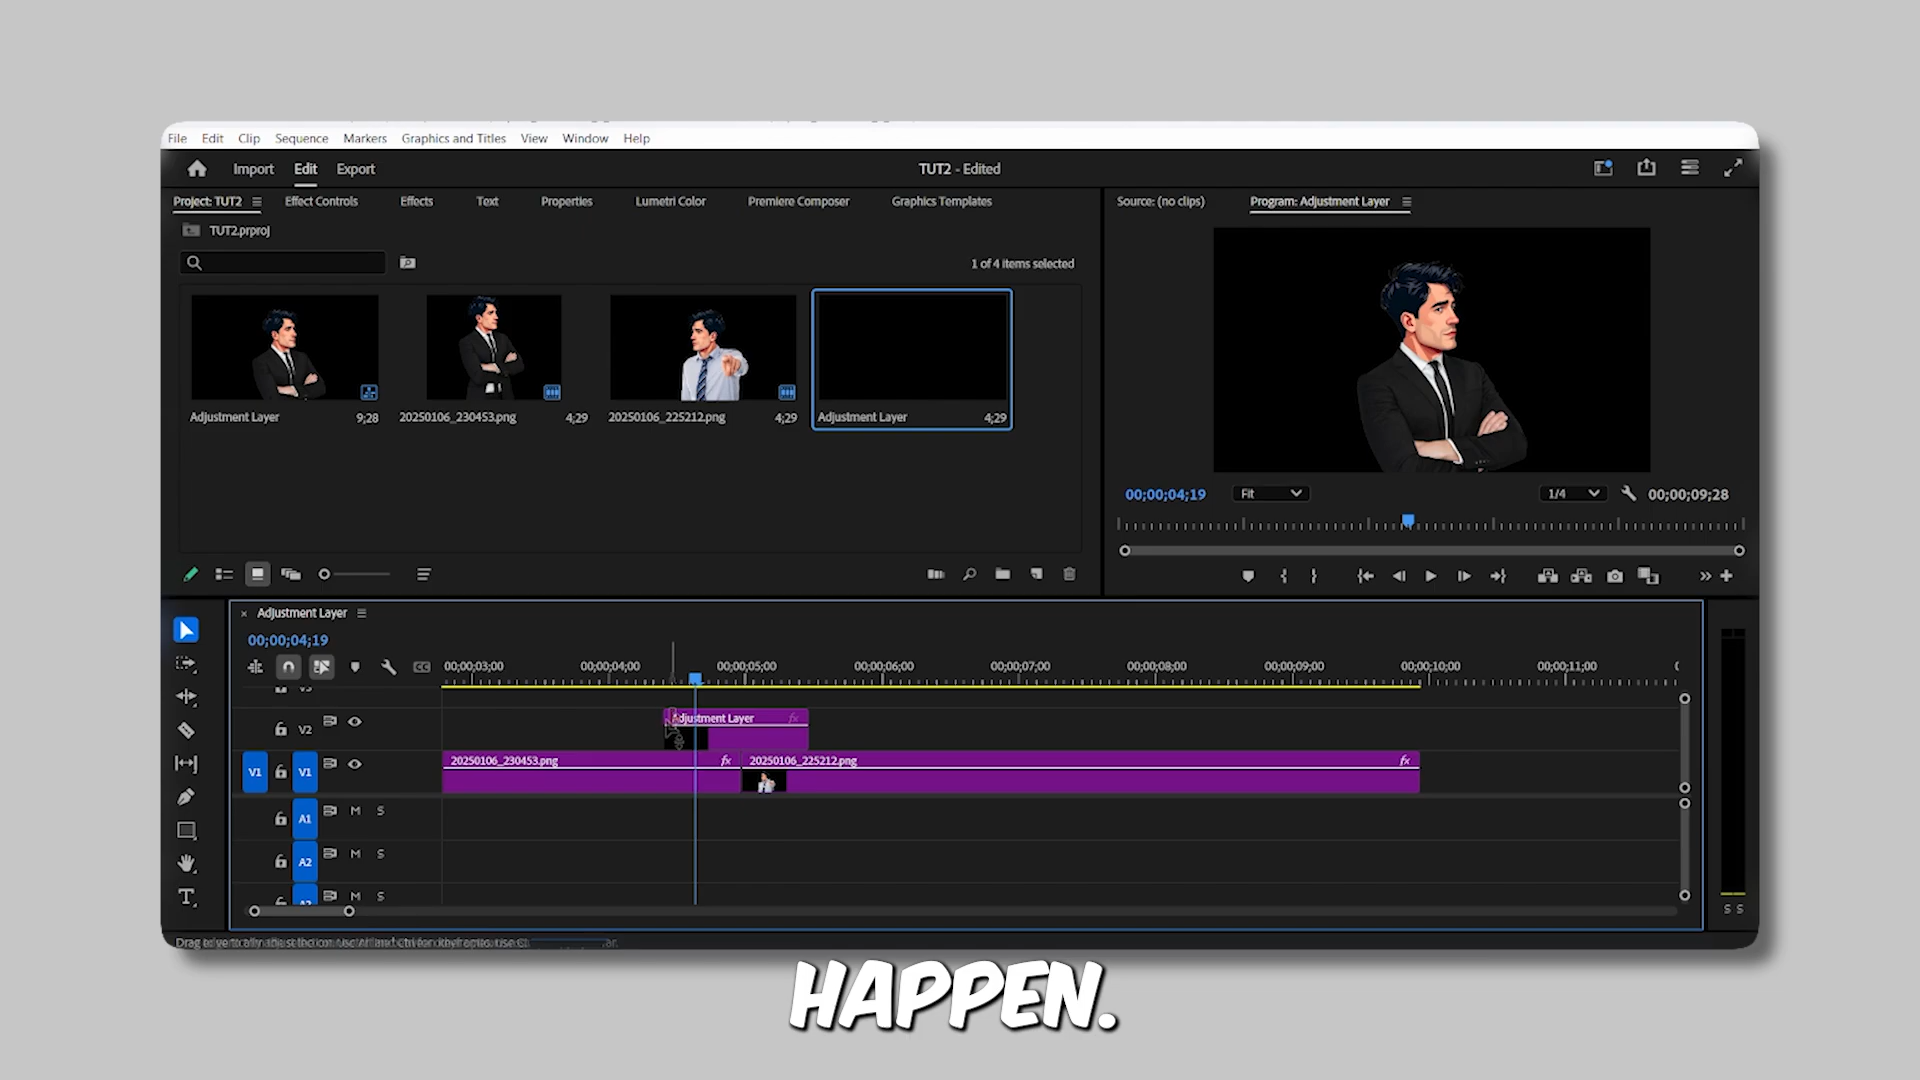 File Edit Clip Sequence Markers Graphics and Titles View Window Help
Import Edit Export TUT2 - Edited
Project: TUT2 Effect Controls Effects Text Properties Lumetri Color Premiere Composer Graphics Templates
Source: (no clips) Program: Adjustment Layer
TUT2.prproj
1 of 4 items selected
Adjustment Layer 9;28
20250106_230453.png 4;29
20250106_225212.png 4;29
Adjustment Layer 4;29
00;00;04;19 Fit 1/4 00;00;09;28
Adjustment Layer
00;00;04;19
00;00;03;00 00;00;04;00 00;00;05;00 00;00;06;00 00;00;07;00 00;00;08;00 00;00;09;00 00;00;10;00 00;00;11;00
V2 Adjustment Layer fx
V1 V1 20250106_230453.png fx 20250106_225212.png fx
A1 M S
A2 M S
M S
S S
HAPPEN.